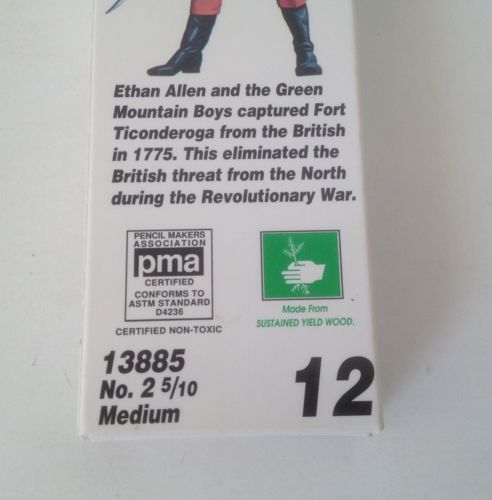 Ethan Allen and the Green
Mountain Boys captured Fort
Ticonderoga from the British
in 1775. This eliminated the
British threat from the North
during the Revolutionary War.
PENCIL MAKERS
ASSOCIATION
pma
CERTIFIED
CONFORMS TO
ASTM STANDARD
D4236
CERTIFIED NON-TOXIC
Made From
SUSTAINED YIELD WOOD.
13885
No. 2 5/10
Medium
12